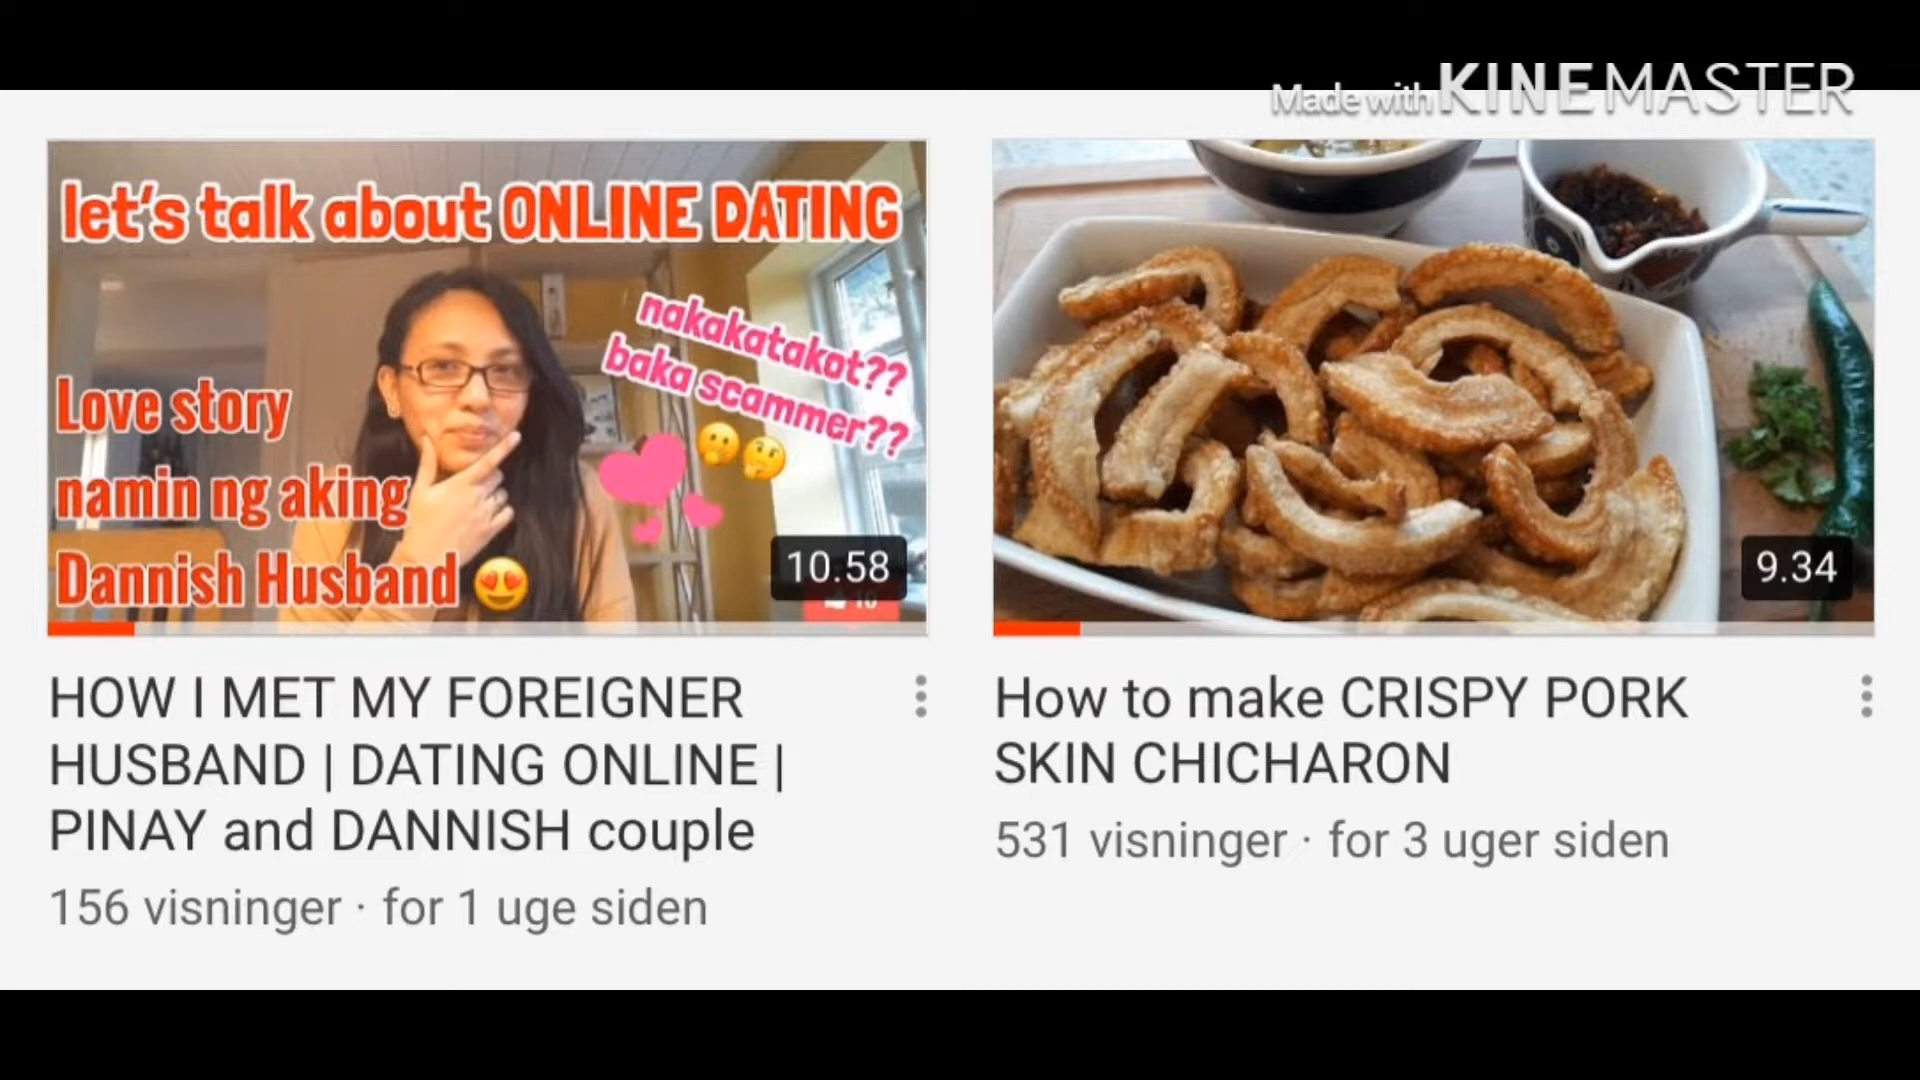 Made with KINEMASTER
let's talk about ONLINE DATING
nakakatakot??
baka scammer??
Love story
namin ng aking
Dannish Husband
10.58
10
9.34
HOW I MET MY FOREIGNER
HUSBAND | DATING ONLINE |
PINAY and DANNISH couple
156 visninger · for 1 uge siden
How to make CRISPY PORK
SKIN CHICHARON
531 visninger · for 3 uger siden